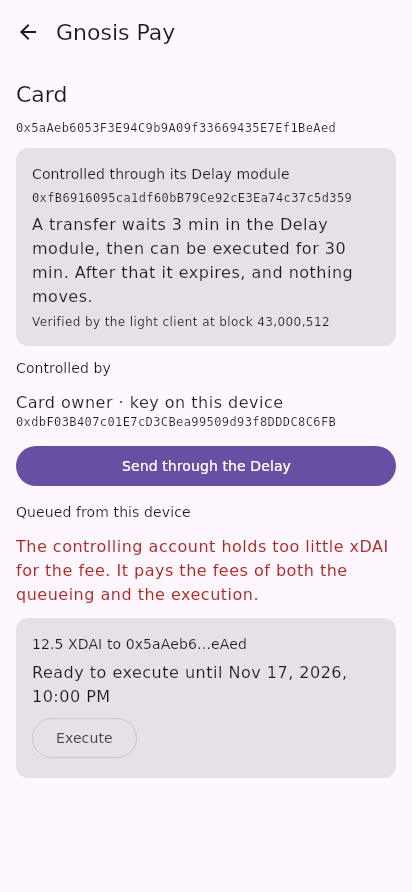 Gnosis Pay
Card
0x5aAeb6053F3E94C9b9A09f33669435E7Ef1BeAed
Controlled through its Delay module
0xfB6916095ca1df60bB79Ce92cE3Ea74c37c5d359
A transfer waits 3 min in the Delay
module, then can be executed for 30
min. After that it expires, and nothing
moves.
Verified by the light client at block 43,000,512
Controlled by
Card owner · key on this device
0xdbF03B407c01E7cD3CBea99509d93f8DDDC8C6FB
Send through the Delay
Queued from this device
The controlling account holds too little xDAI
for the fee. It pays the fees of both the
queueing and the execution.
12.5 XDAI to 0x5aAeb6…eAed
Ready to execute until Nov 17, 2026,
10:00 PM
Execute